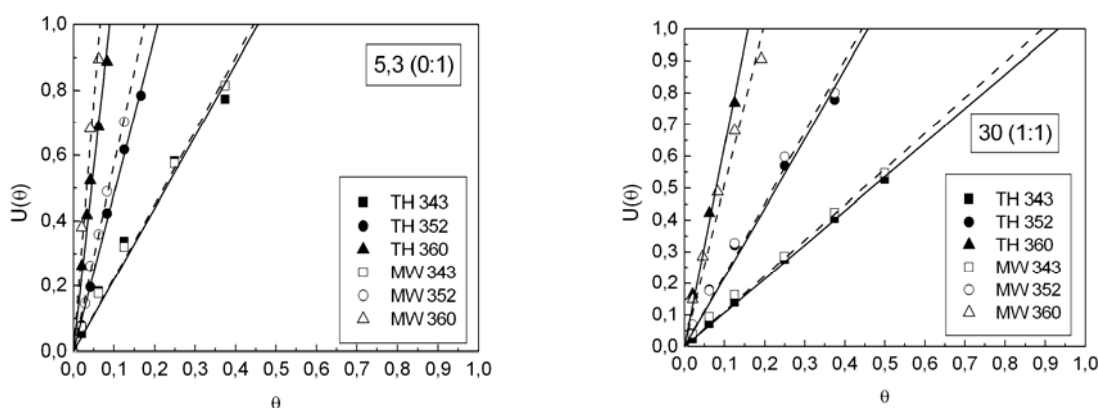 1,0
0,8
0,6
0,4
0,2
0,0
U(θ)
5,3 (0:1)
TH 343
TH 352
TH 360
MW 343
MW 352
MW 360
0,0 0,1 0,2 0,3 0,4 0,5 0,6 0,7 0,8 0,9 1,0
θ
1,0
0,9
0,8
0,7
0,6
0,5
0,4
0,3
0,2
0,1
0,0
U(θ)
30 (1:1)
TH 343
TH 352
TH 360
MW 343
MW 352
MW 360
0,0 0,1 0,2 0,3 0,4 0,5 0,6 0,7 0,8 0,9 1,0
θ